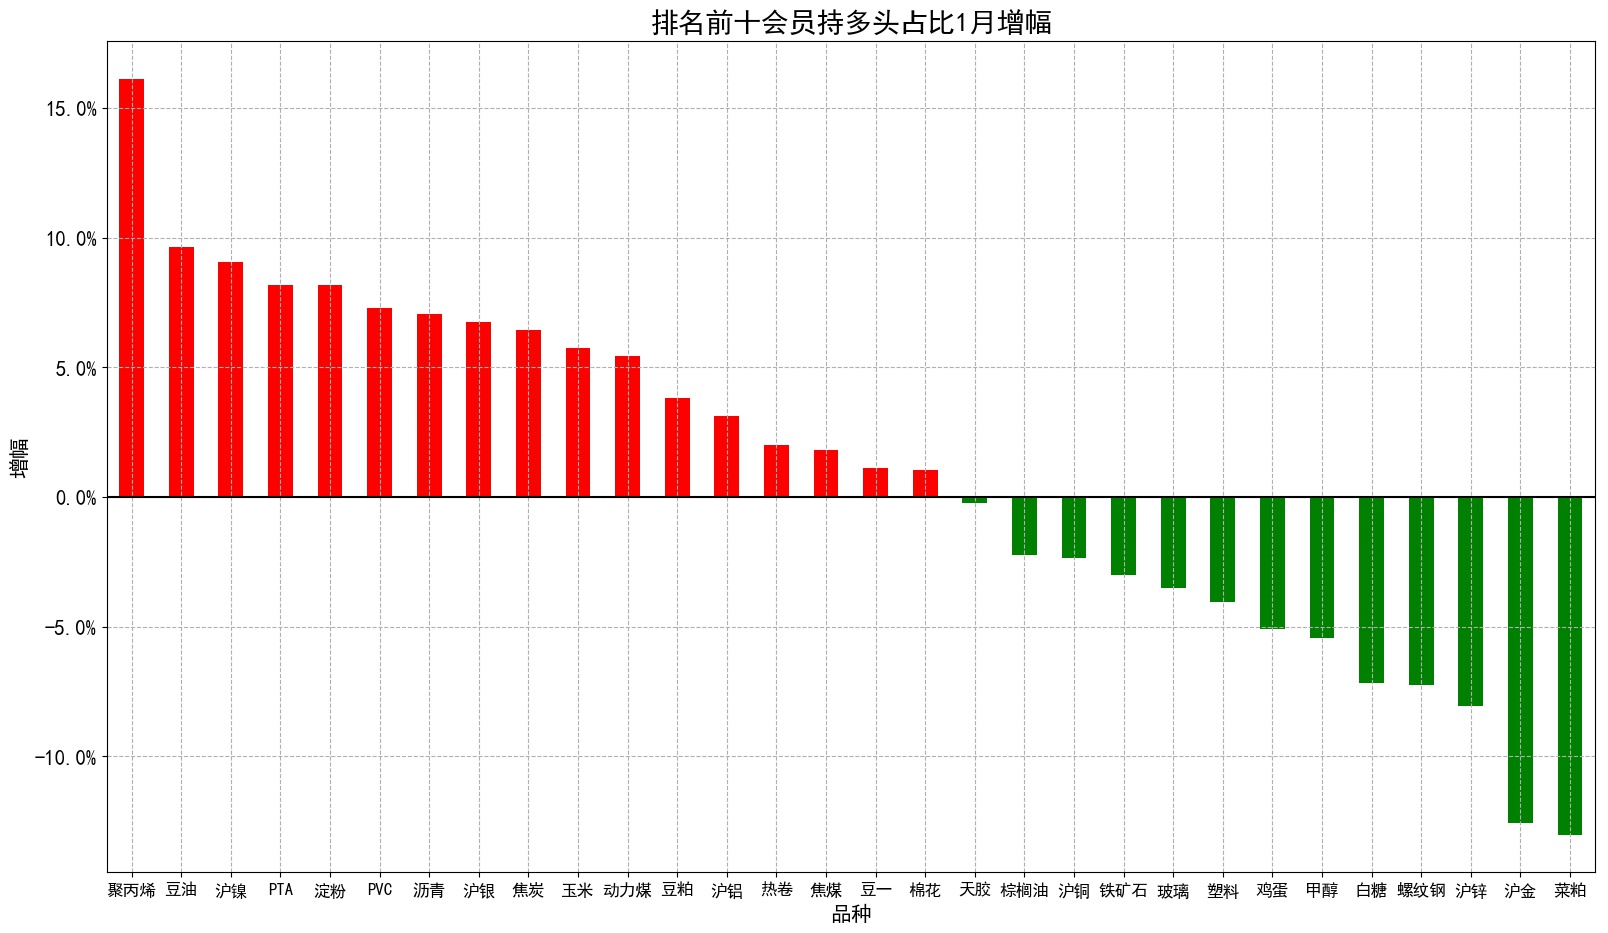 排名前十会员持多头占比1月增幅
增幅
15.0%
10.0%
5.0%
0.0%
−5.0%
−10.0%
聚丙烯 豆油 沪镍 PTA 淀粉 PVC 沥青 沪银 焦炭 玉米 动力煤 豆粕 沪铝 热卷 焦煤 豆一 棉花 天胶 棕榈油 沪铜 铁矿石 玻璃 塑料 鸡蛋 甲醇 白糖 螺纹钢 沪锌 沪金 菜粕
品种